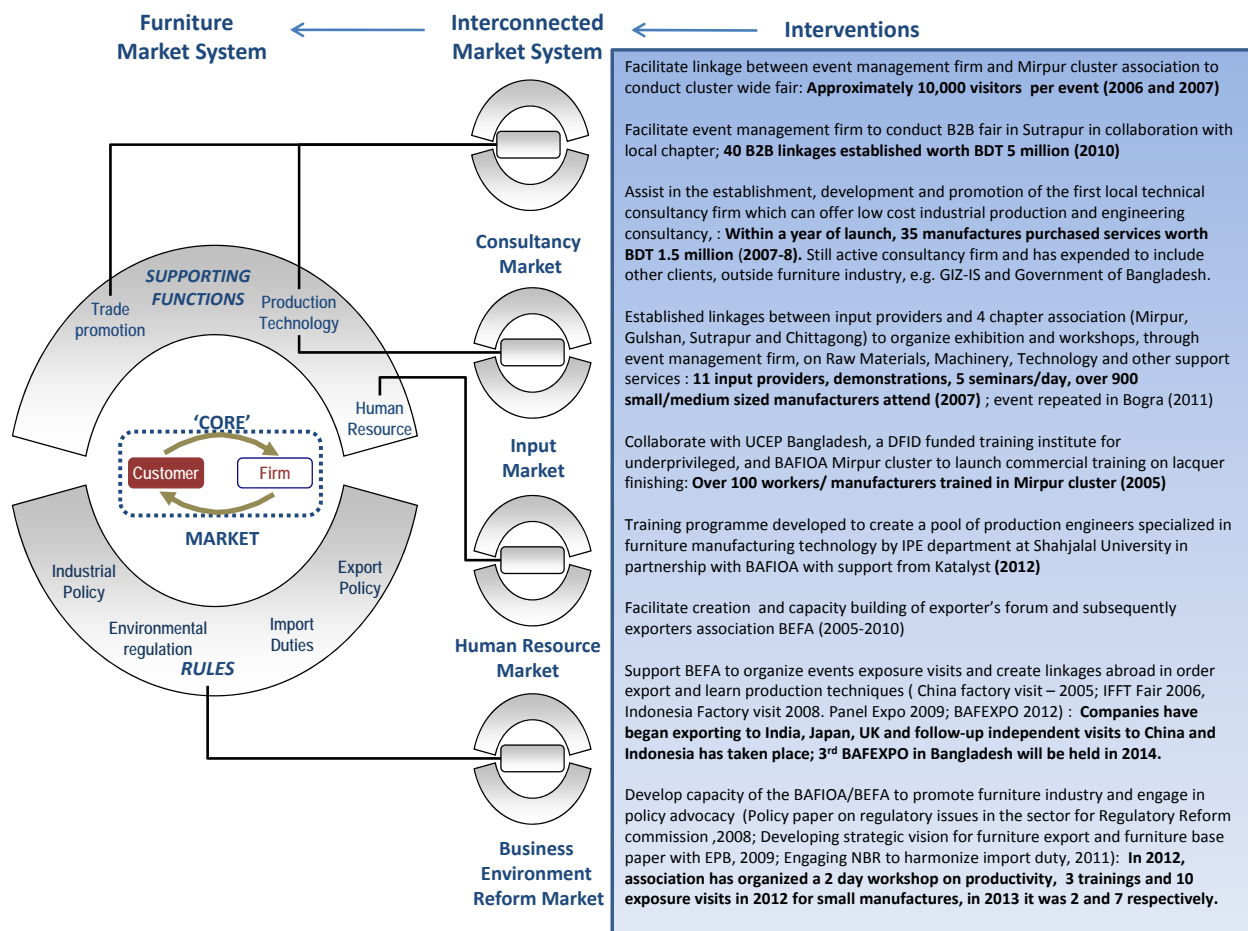 Furniture
Market System
Interconnected
Market System
Interventions
SUPPORTING
FUNCTIONS
Trade
promotion
Production
Technology
Human
Resource
'CORE'
Customer
Firm
MARKET
Industrial
Policy
Environmental
regulation
Import
Duties
Export
Policy
RULES
Consultancy
Market
Input
Market
Human Resource
Market
Business
Environment
Reform Market
Facilitate linkage between event management firm and Mirpur cluster association to
conduct cluster wide fair: Approximately 10,000 visitors per event (2006 and 2007)
Facilitate event management firm to conduct B2B fair in Sutrapur in collaboration with
local chapter; 40 B2B linkages established worth BDT 5 million (2010)
Assist in the establishment, development and promotion of the first local technical
consultancy firm which can offer low cost industrial production and engineering
consultancy, : Within a year of launch, 35 manufactures purchased services worth
BDT 1.5 million (2007-8). Still active consultancy firm and has expended to include
other clients, outside furniture industry, e.g. GIZ-IS and Government of Bangladesh.
Established linkages between input providers and 4 chapter association (Mirpur,
Gulshan, Sutrapur and Chittagong) to organize exhibition and workshops, through
event management firm, on Raw Materials, Machinery, Technology and other support
services : 11 input providers, demonstrations, 5 seminars/day, over 900
small/medium sized manufacturers attend (2007) ; event repeated in Bogra (2011)
Collaborate with UCEP Bangladesh, a DFID funded training institute for
underprivileged, and BAFIOA Mirpur cluster to launch commercial training on lacquer
finishing: Over 100 workers/ manufacturers trained in Mirpur cluster (2005)
Training programme developed to create a pool of production engineers specialized in
furniture manufacturing technology by IPE department at Shahjalal University in
partnership with BAFIOA with support from Katalyst (2012)
Facilitate creation and capacity building of exporter's forum and subsequently
exporters association BEFA (2005-2010)
Support BEFA to organize events exposure visits and create linkages abroad in order
export and learn production techniques ( China factory visit – 2005; IFFT Fair 2006,
Indonesia Factory visit 2008. Panel Expo 2009; BAFEXPO 2012) : Companies have
began exporting to India, Japan, UK and follow-up independent visits to China and
Indonesia has taken place; 3rd BAFEXPO in Bangladesh will be held in 2014.
Develop capacity of the BAFIOA/BEFA to promote furniture industry and engage in
policy advocacy (Policy paper on regulatory issues in the sector for Regulatory Reform
commission ,2008; Developing strategic vision for furniture export and furniture base
paper with EPB, 2009; Engaging NBR to harmonize import duty, 2011): In 2012,
association has organized a 2 day workshop on productivity, 3 trainings and 10
exposure visits in 2012 for small manufactures, in 2013 it was 2 and 7 respectively.